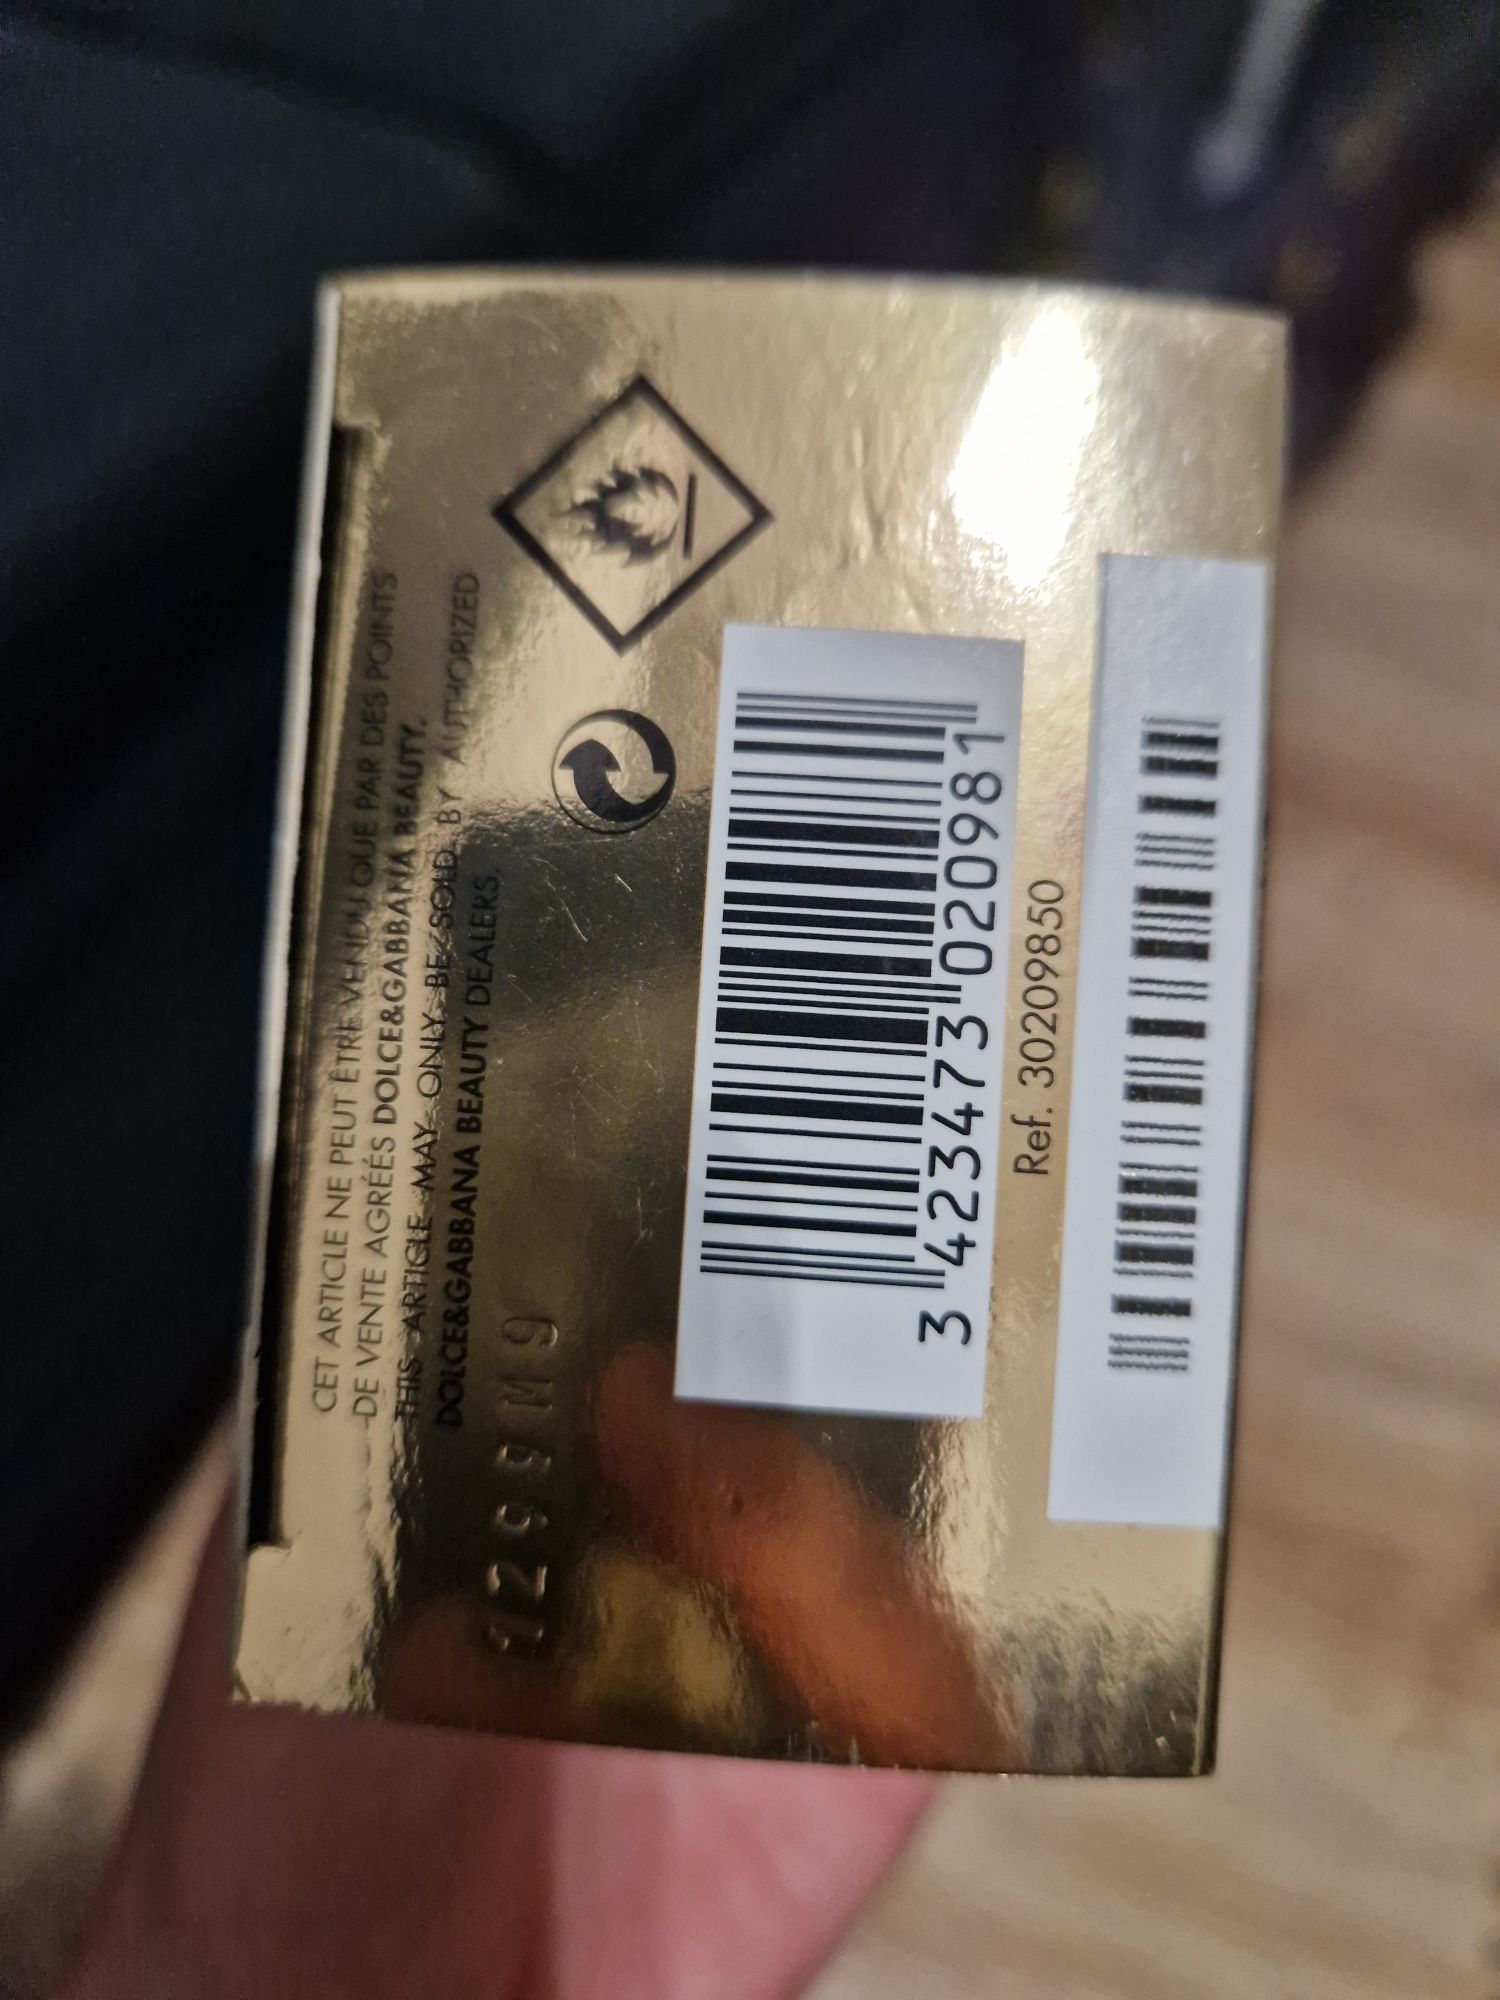 CET ARTICLE NE PEUT ÊTRE VENDU QUE PAR DES POINTS
DE VENTE AGRÉÉS DOLCE&GABBANA BEAUTY.
THIS ARTICLE MAY ONLY BE SOLD BY AUTHORIZED
DOLCE&GABBANA BEAUTY DEALERS.
3 423473 020981
Ref. 30209850